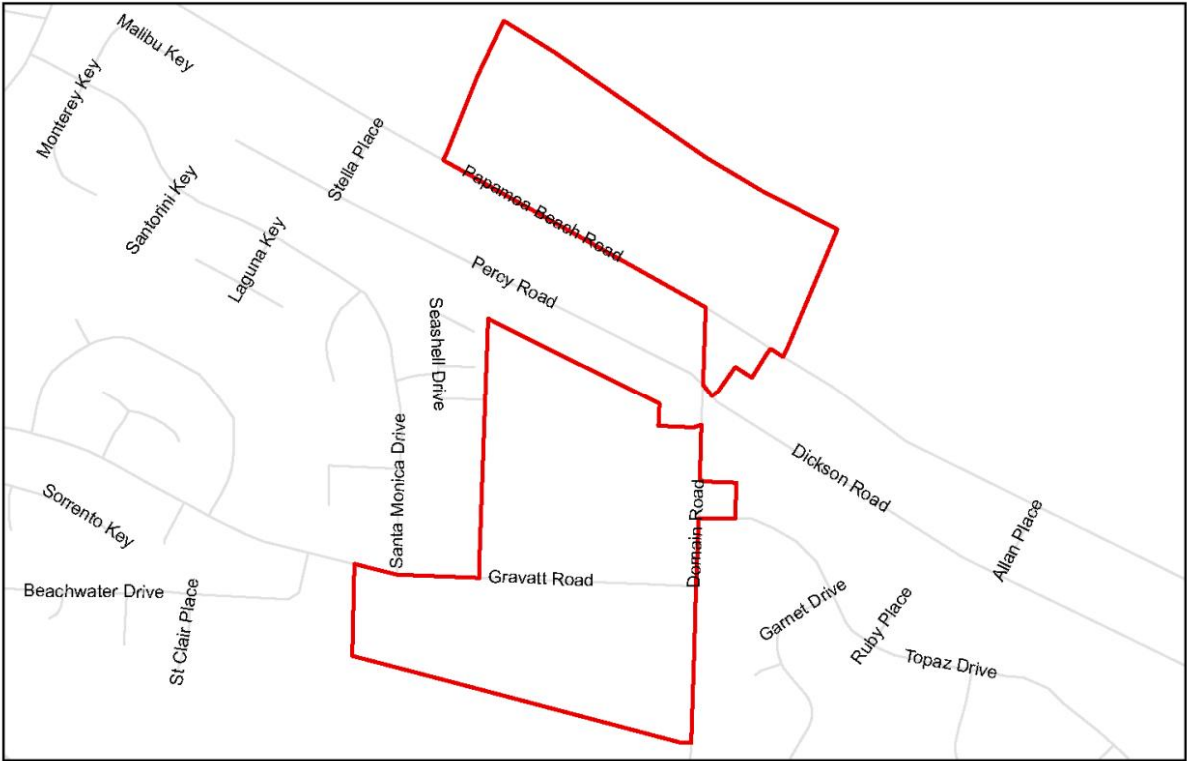 Malibu Key
Monterey Key
Stella Place
Papamoa Beach Road
Santorini Key
Laguna Key
Percy Road
Seashell Drive
Santa Monica Drive
Dickson Road
Sorrento Key
Domain Road
Allan Place
Gravatt Road
Beachwater Drive
St Clair Place
Garnet Drive
Ruby Place
Topaz Drive